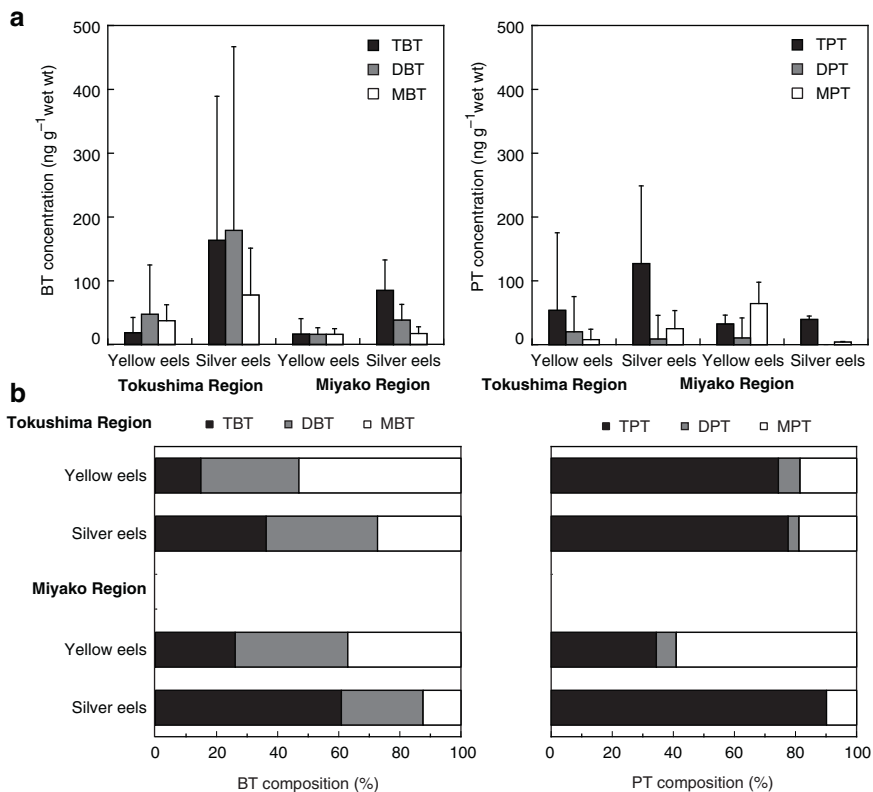 a
BT concentration (ng g⁻¹wet wt)
500
400
300
200
100
0
TBT
DBT
MBT
Yellow eels Silver eels Yellow eels Silver eels
Tokushima Region Miyako Region
PT concentration (ng g⁻¹wet wt)
500
400
300
200
100
0
TPT
DPT
MPT
Yellow eels Silver eels Yellow eels Silver eels
Tokushima Region Miyako Region
b
Tokushima Region TBT DBT MBT
Yellow eels
Silver eels
Miyako Region
Yellow eels
Silver eels
0 20 40 60 80 100
BT composition (%)
TPT DPT MPT
0 20 40 60 80 100
PT composition (%)